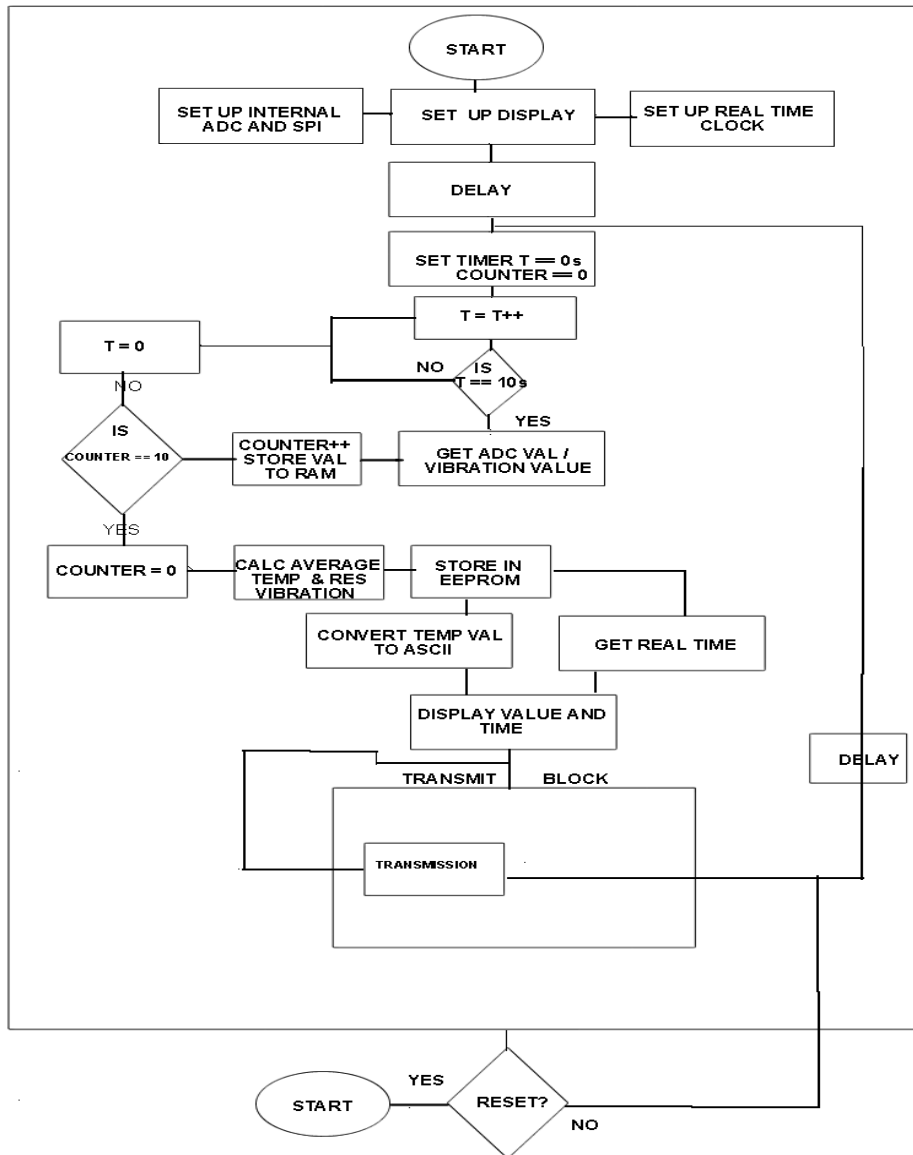 START
SET UP INTERNAL
ADC AND SPI
SET UP DISPLAY
SET UP REAL TIME
CLOCK
DELAY
SET TIMER T == 0s
COUNTER == 0
T = T++
T = 0
NO
IS
T == 10s
NO
YES
IS
COUNTER == 10
COUNTER++
STORE VAL
TO RAM
GET ADC VAL /
VIBRATION VALUE
YES
COUNTER = 0
CALC AVERAGE
TEMP & RES
VIBRATION
STORE IN
EEPROM
CONVERT TEMP VAL
TO ASCII
GET REAL TIME
DISPLAY VALUE AND
TIME
DELAY
TRANSMIT BLOCK
TRANSMISSION
YES
START
RESET?
NO